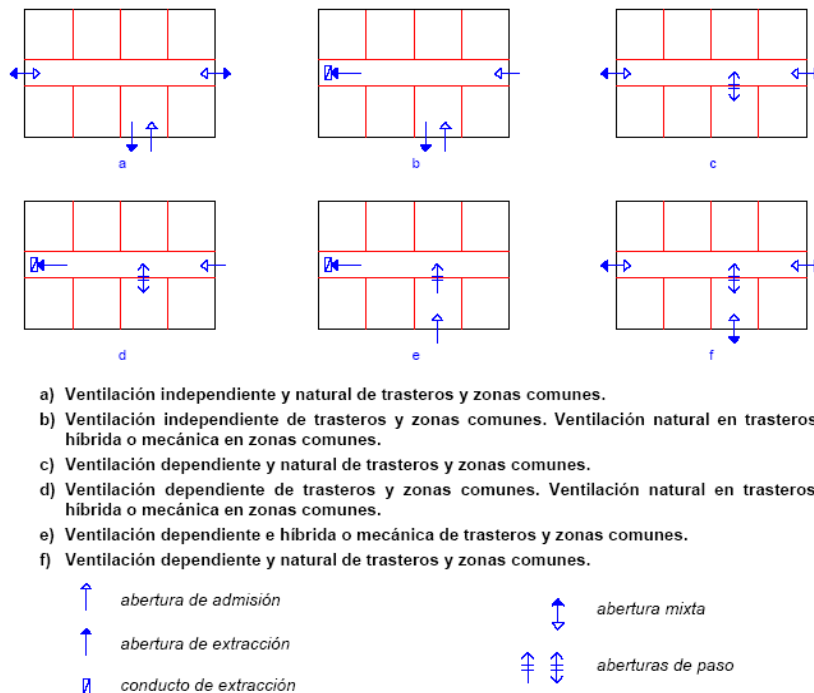 a
b
c
d
e
f
a) Ventilación independiente y natural de trasteros y zonas comunes.
b) Ventilación independiente de trasteros y zonas comunes. Ventilación natural en trasteros
híbrida o mecánica en zonas comunes.
c) Ventilación dependiente y natural de trasteros y zonas comunes.
d) Ventilación dependiente de trasteros y zonas comunes. Ventilación natural en trasteros
híbrida o mecánica en zonas comunes.
e) Ventilación dependiente e híbrida o mecánica de trasteros y zonas comunes.
f) Ventilación dependiente y natural de trasteros y zonas comunes.
abertura de admisión
abertura mixta
abertura de extracción
aberturas de paso
conducto de extracción